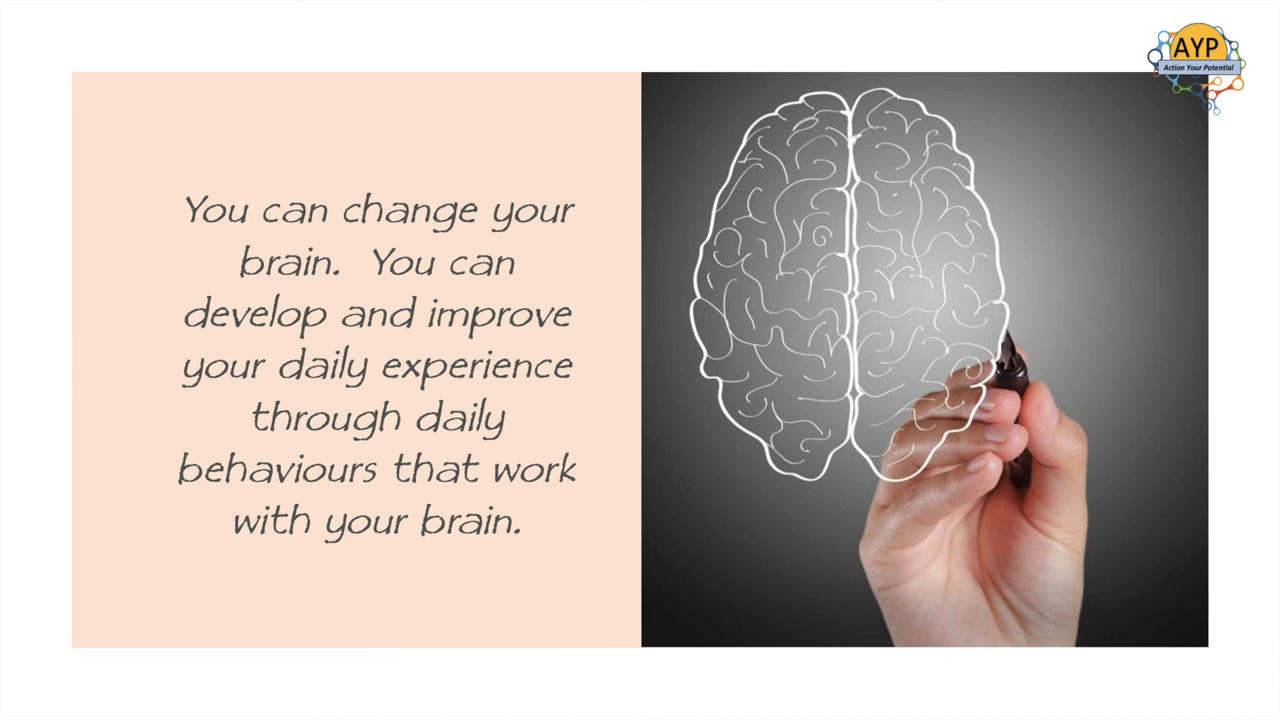 AYP
Action Your Potential
You can change your
brain. You can
develop and improve
your daily experience
through daily
behaviours that work
with your brain.